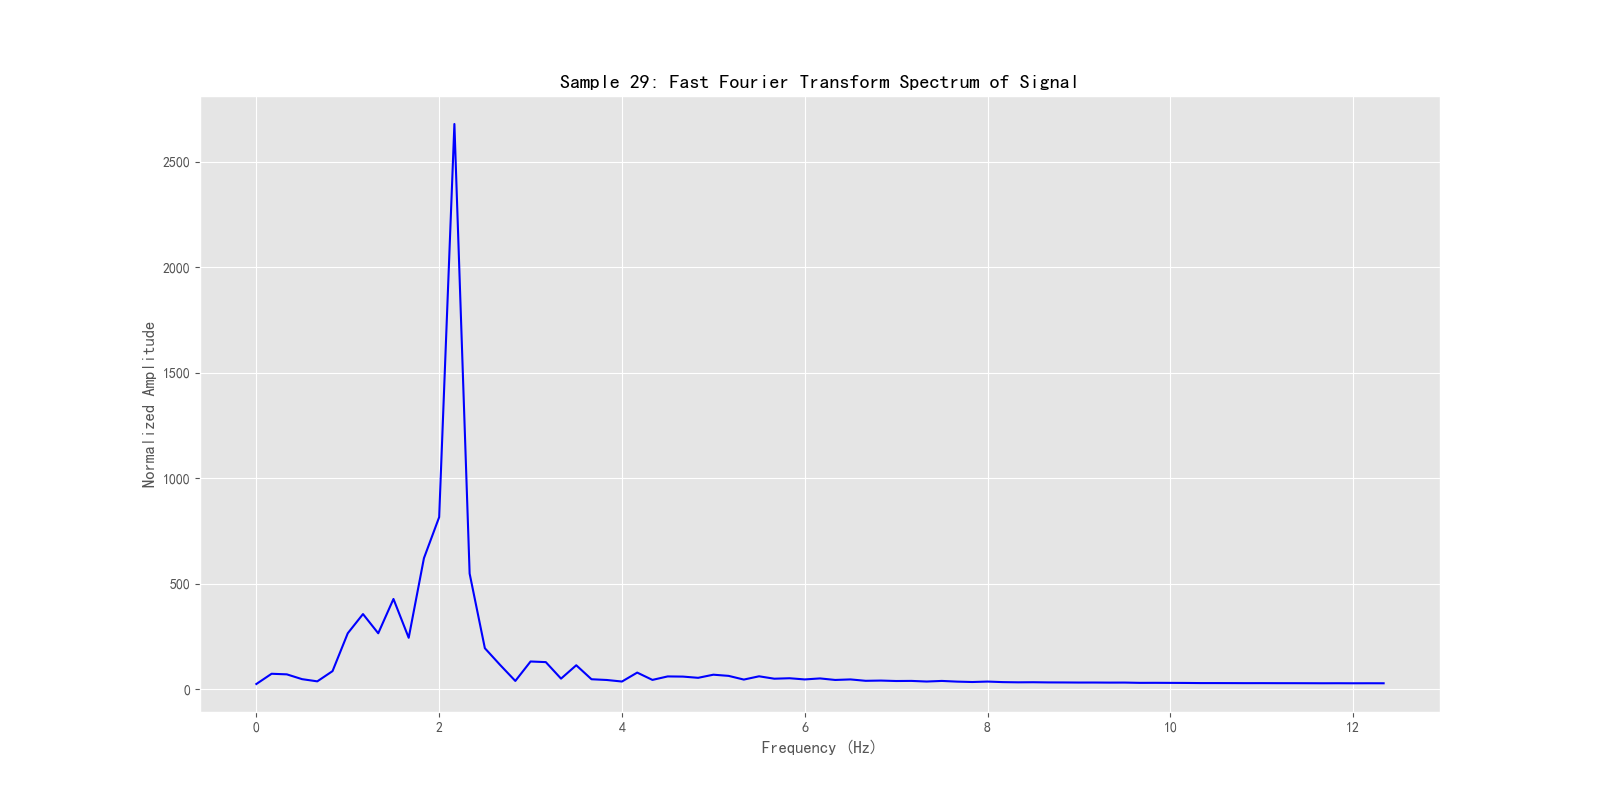 Sample 29: Fast Fourier Transform Spectrum of Signal
Normalized Amplitude
2500
2000
1500
1000
500
0
0 2 4 6 8 10 12
Frequency (Hz)